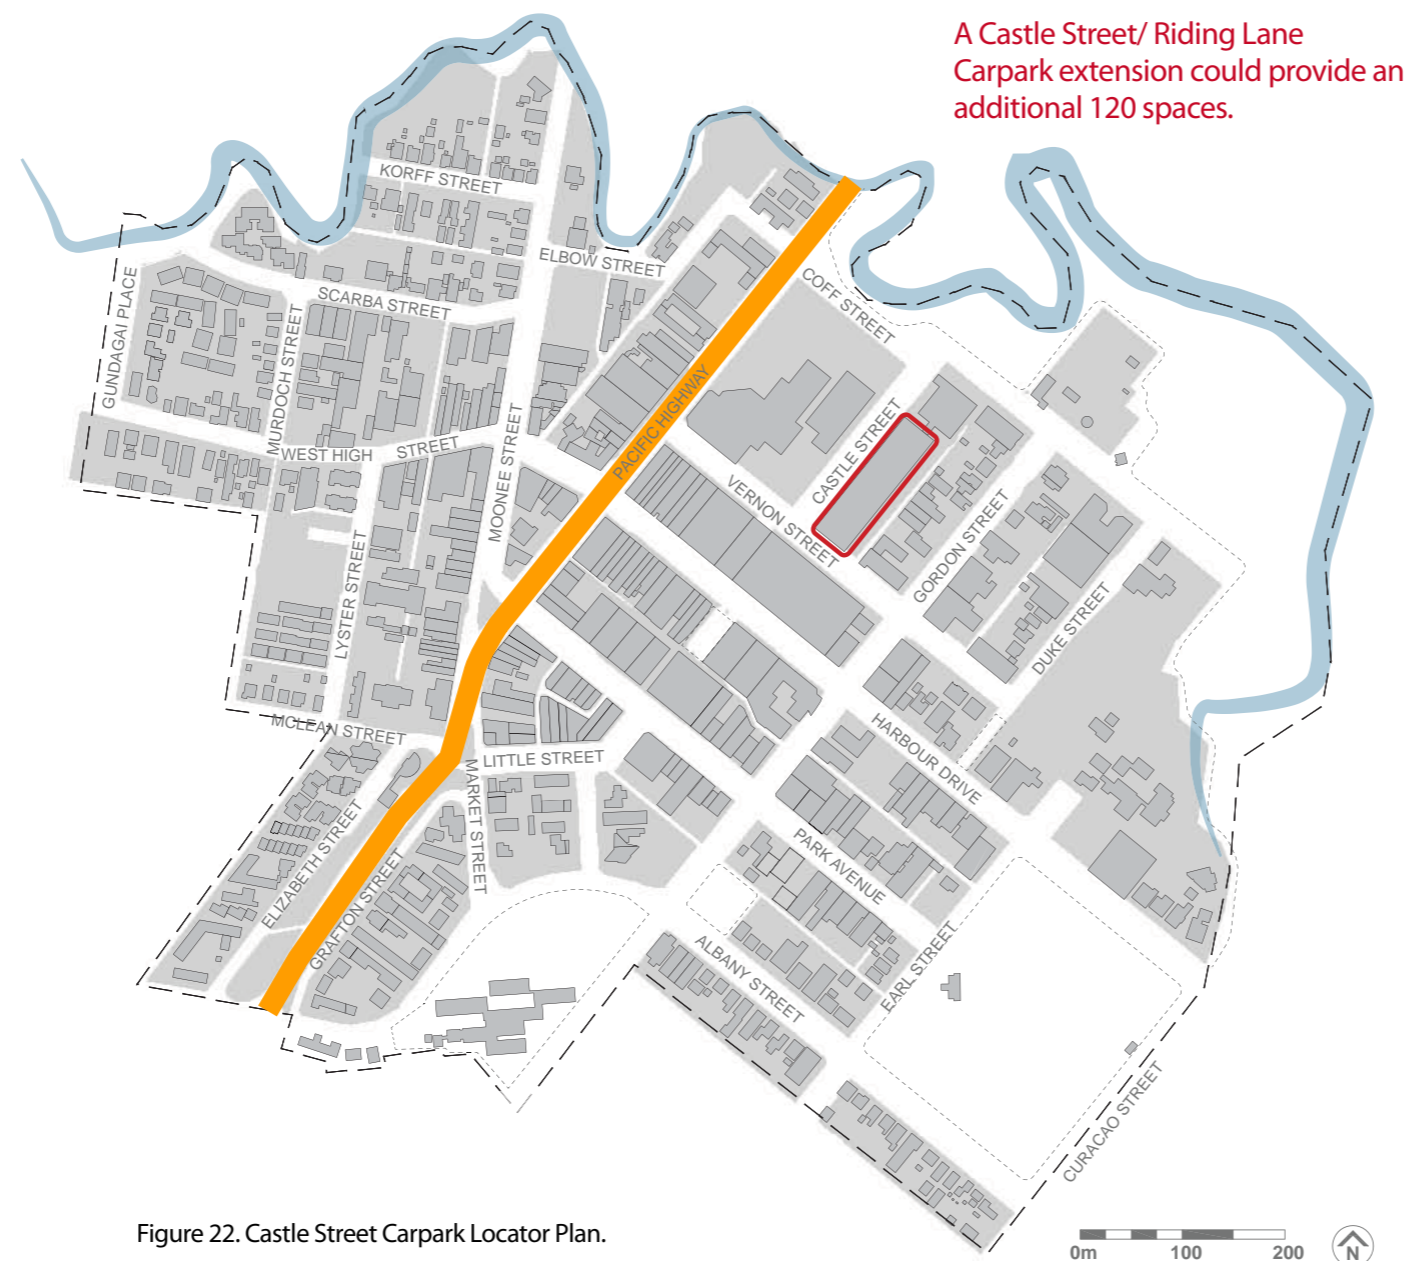 A Castle Street/ Riding Lane
Carpark extension could provide an
additional 120 spaces.
KORFF STREET
ELBOW STREET
SCARBA STREET
GUNDAGAI PLACE
MURDOCH STREET
COFF STREET
PACIFIC HIGHWAY
CASTLE STREET
WEST HIGH STREET
MOONEE STREET
VERNON STREET
GORDON STREET
LYSTER STREET
DUKE STREET
MCLEAN STREET
LITTLE STREET
HARBOUR DRIVE
MARKET STREET
ELIZABETH STREET
GRAFTON STREET
PARK AVENUE
ALBANY STREET
EARL STREET
CURACAO STREET
Figure 22. Castle Street Carpark Locator Plan.
0m 100 200
N